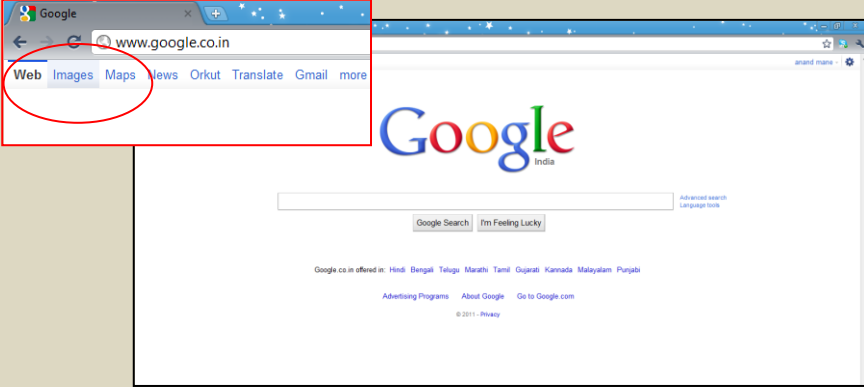 Google
www.google.co.in
Web Images Maps News Orkut Translate Gmail more
anand mane
Google
India
Advanced search
Language tools
Google Search I'm Feeling Lucky
Google.co.in offered in: Hindi Bengali Telugu Marathi Tamil Gujarati Kannada Malayalam Punjabi
Advertising Programs About Google Go to Google.com
© 2011 - Privacy